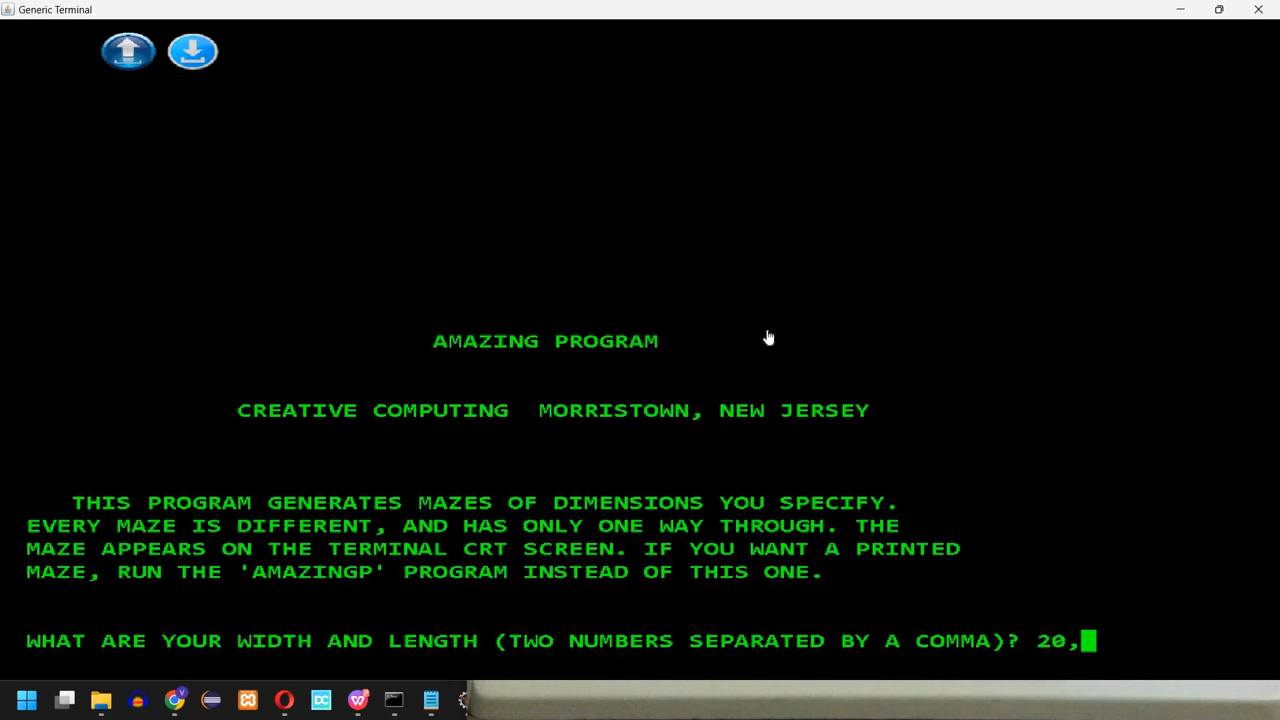 Generic Terminal
AMAZING PROGRAM
CREATIVE COMPUTING  MORRISTOWN, NEW JERSEY
THIS PROGRAM GENERATES MAZES OF DIMENSIONS YOU SPECIFY.
EVERY MAZE IS DIFFERENT, AND HAS ONLY ONE WAY THROUGH. THE
MAZE APPEARS ON THE TERMINAL CRT SCREEN. IF YOU WANT A PRINTED
MAZE, RUN THE 'AMAZINGP' PROGRAM INSTEAD OF THIS ONE.
WHAT ARE YOUR WIDTH AND LENGTH (TWO NUMBERS SEPARATED BY A COMMA)? 20,
DC